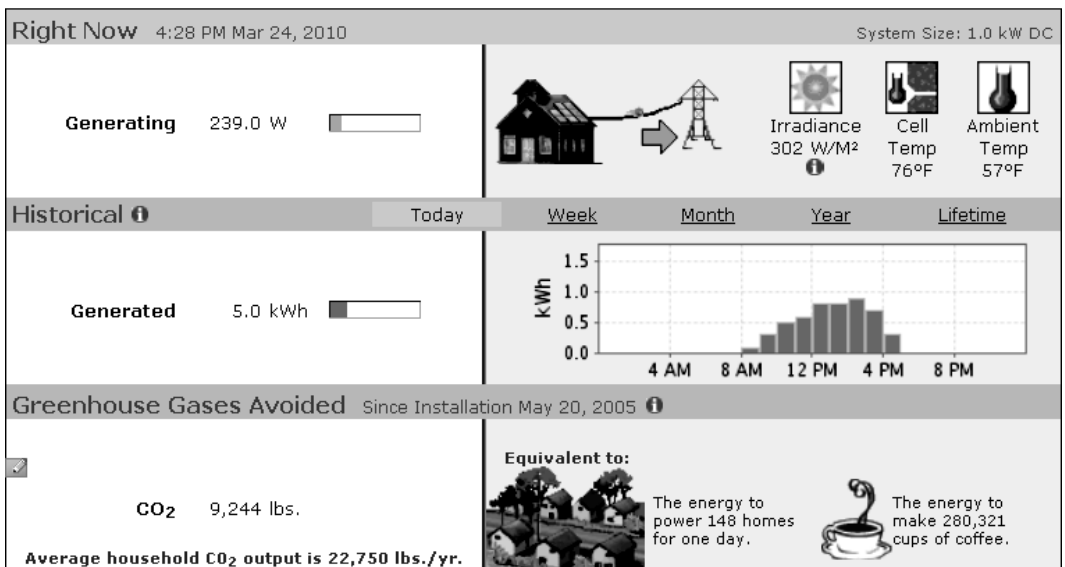 Right Now 4:28 PM Mar 24, 2010 System Size: 1.0 kW DC
Generating 239.0 W
Irradiance
302 W/M²
Cell
Temp
76ºF
Ambient
Temp
57ºF
Historical Today Week Month Year Lifetime
Generated 5.0 kWh
kWh
1.5
1.0
0.5
0.0
4 AM 8 AM 12 PM 4 PM 8 PM
Greenhouse Gases Avoided Since Installation May 20, 2005
CO₂ 9,244 lbs.
Average household CO₂ output is 22,750 lbs./yr.
Equivalent to:
The energy to
power 148 homes
for one day.
The energy to
make 280,321
cups of coffee.